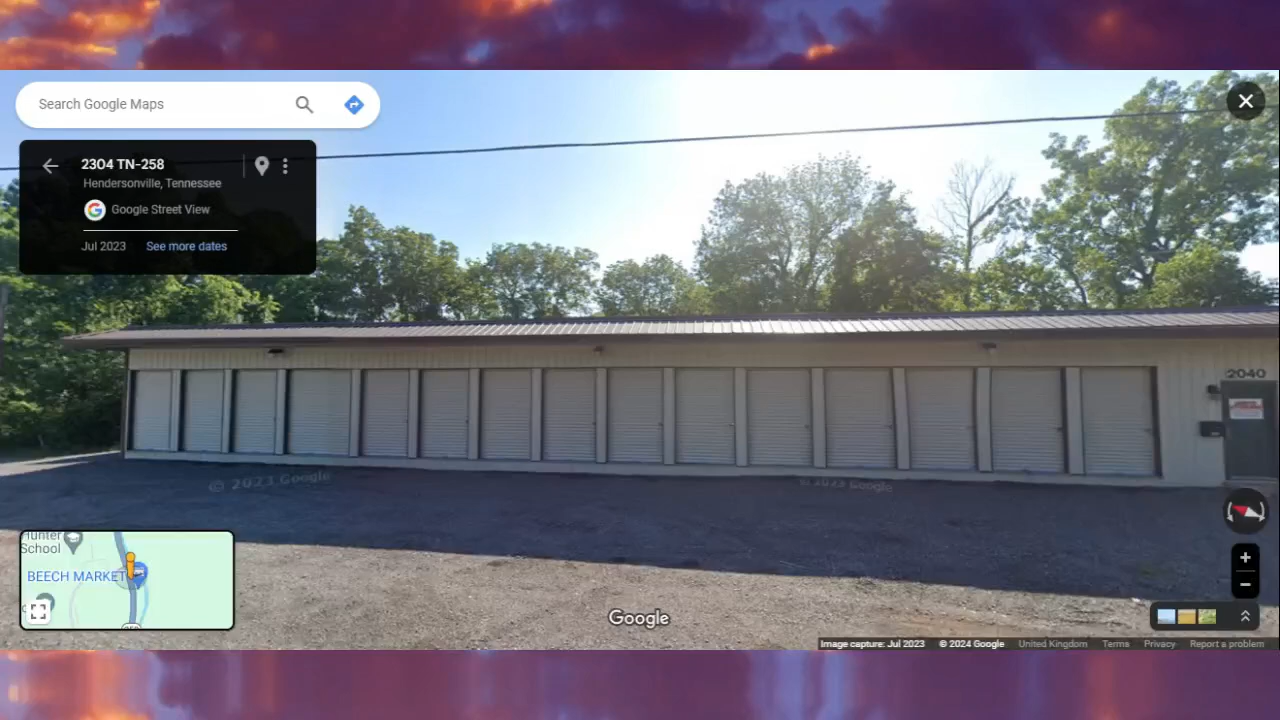 Search Google Maps
2304 TN-258
Hendersonville, Tennessee
Google Street View
Jul 2023 See more dates
2040
© 2023 Google
© 2023 Google
Hunter
School
BEECH MARKET
Google
Image capture: Jul 2023 © 2024 Google United Kingdom Terms Privacy Report a problem